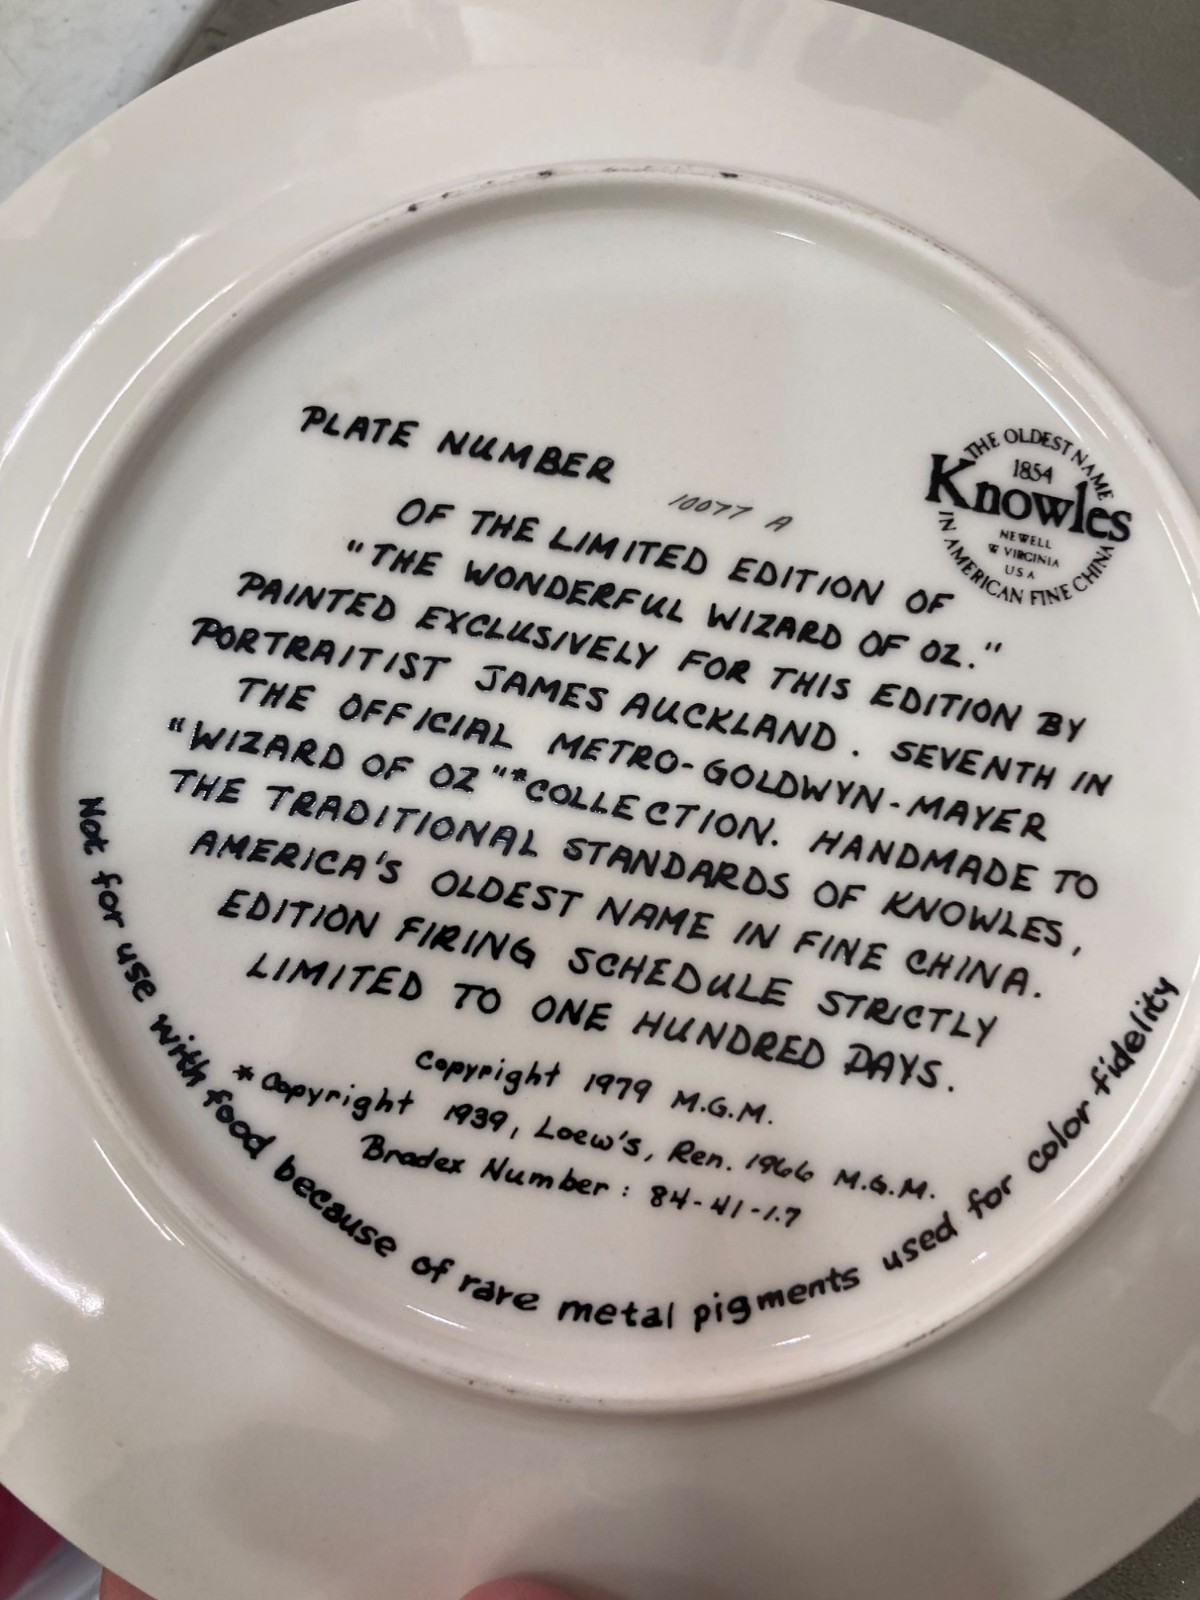 PLATE NUMBER
10077 A
OF THE LIMITED EDITION OF
"THE WONDERFUL WIZARD OF OZ."
PAINTED EXCLUSIVELY FOR THIS EDITION BY
PORTRAITIST JAMES AUCKLAND. SEVENTH IN
THE OFFICIAL METRO-GOLDWYN-MAYER
"WIZARD OF OZ"* COLLECTION. HANDMADE TO
THE TRADITIONAL STANDARDS OF KNOWLES,
AMERICA'S OLDEST NAME IN FINE CHINA.
EDITION FIRING SCHEDULE STRICTLY
LIMITED TO ONE HUNDRED DAYS.
Copyright 1979 M.G.M.
*Copyright 1939, Loew's, Ren. 1966 M.G.M.
Bradex Number: 84-41-1.7
Not for use with food because of rare metal pigments used for color fidelity
THE OLDEST NAME
1854
Knowles
NEWELL
W VIRGINIA
USA
IN AMERICAN FINE CHINA